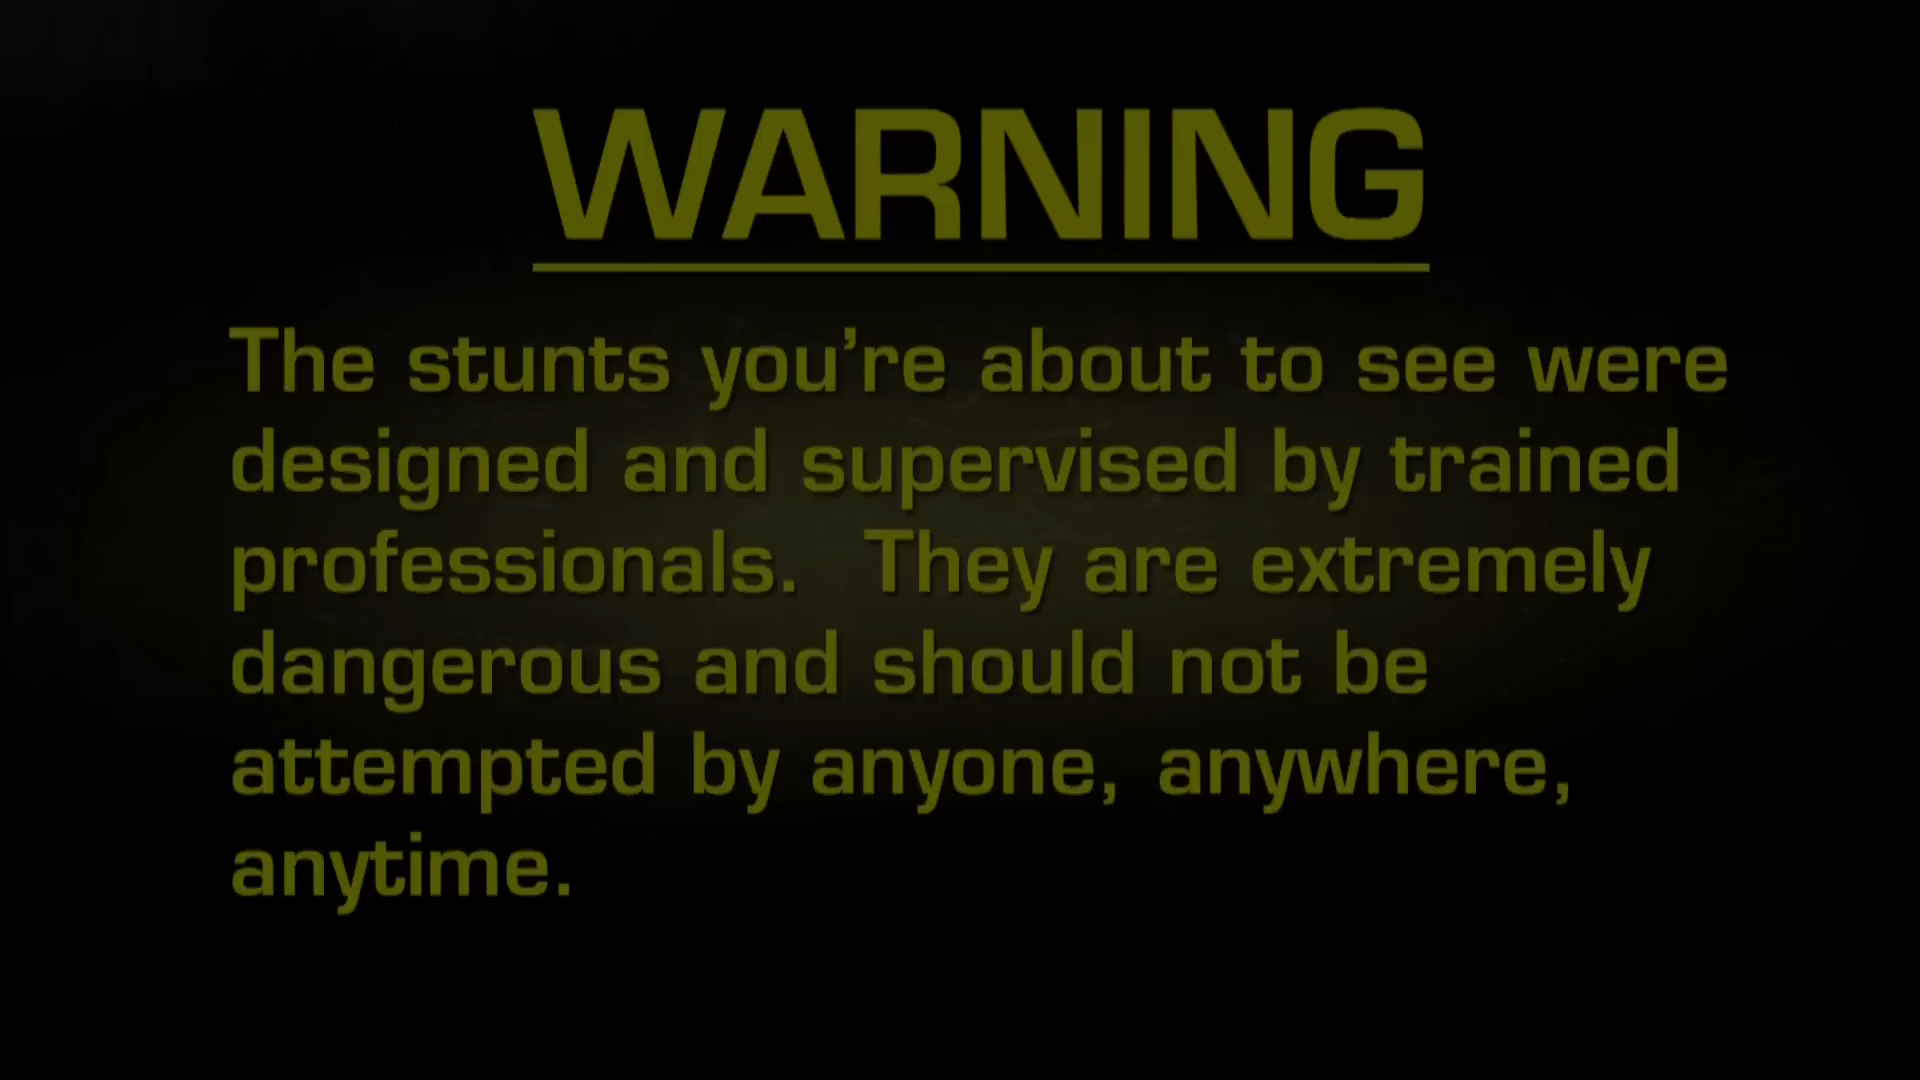 WARNING
The stunts you’re about to see were
designed and supervised by trained
professionals.  They are extremely
dangerous and should not be
attempted by anyone, anywhere,
anytime.